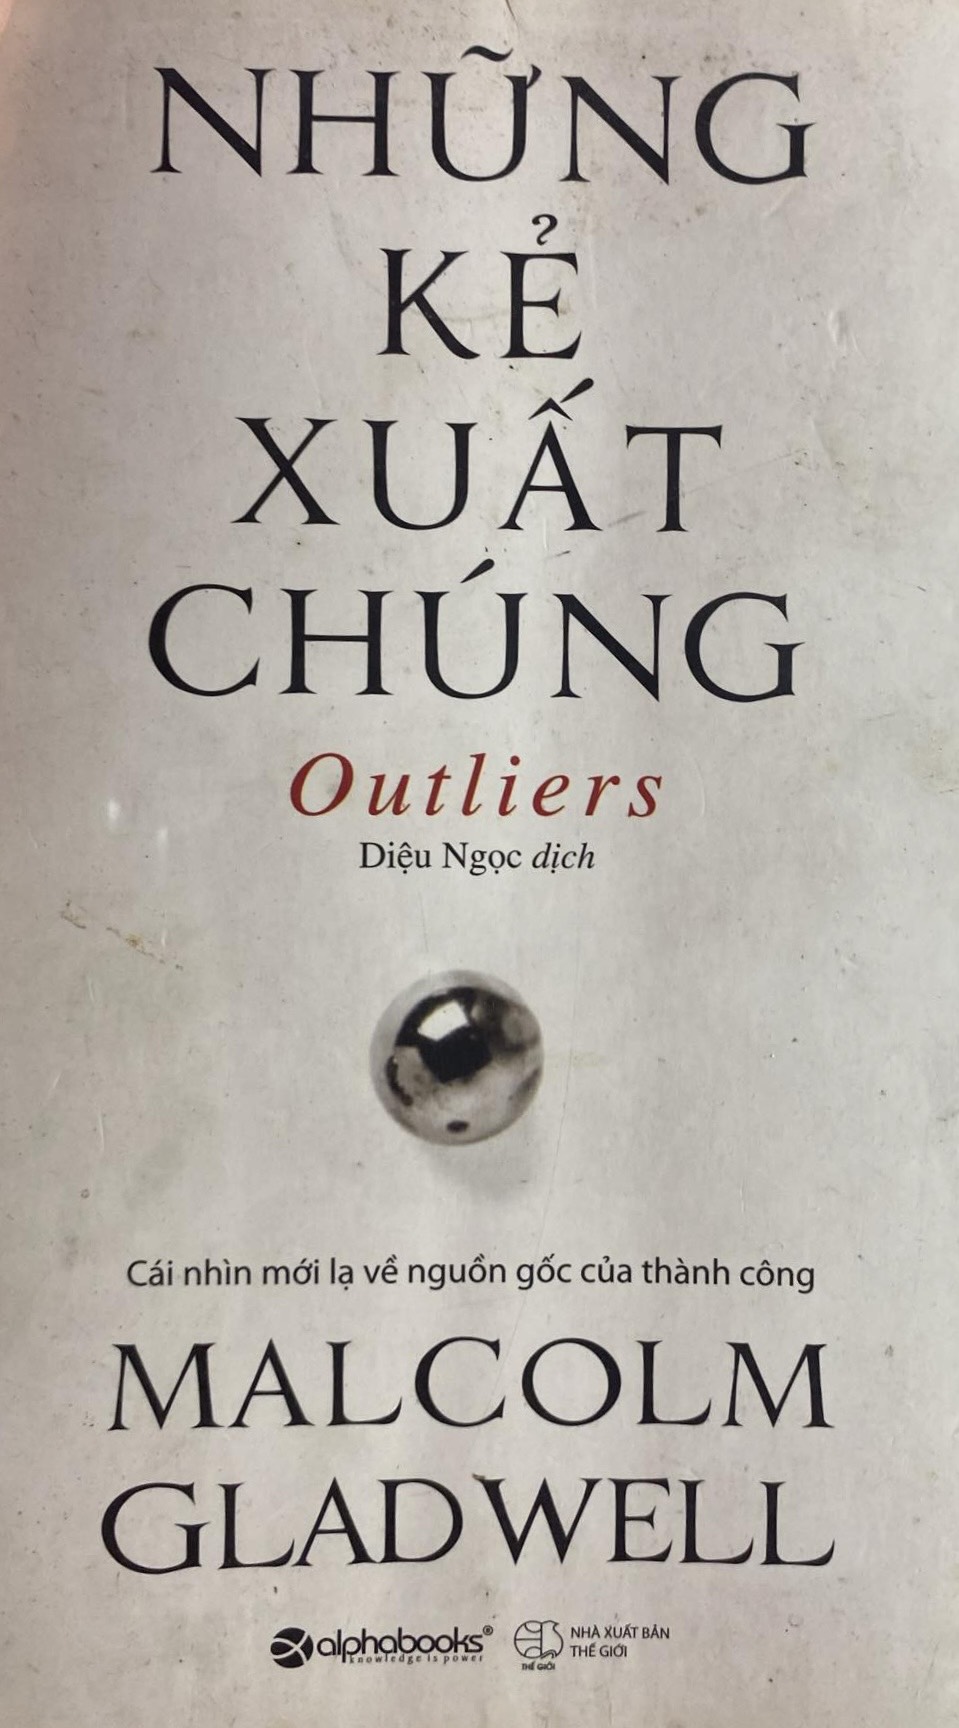 NHỮNG
KẺ
XUẤT
CHÚNG
Outliers
Diệu Ngọc dịch
Cái nhìn mới lạ về nguồn gốc của thành công
MALCOLM
GLADWELL
alphabooks®
knowledge is power
THẾ GIỚI
NHÀ XUẤT BẢN
THẾ GIỚI